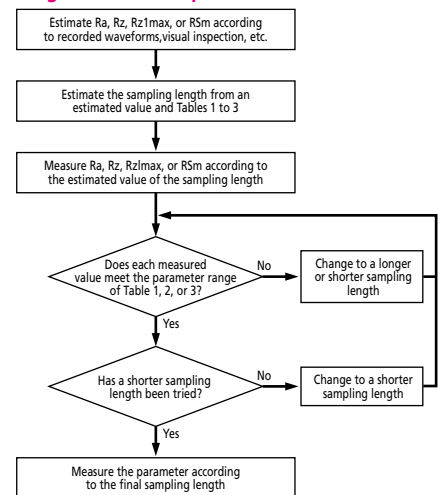 Estimate Ra, Rz, Rz1max, or RSm according
to recorded waveforms,visual inspection, etc.
Estimate the sampling length from an
estimated value and Tables 1 to 3
Measure Ra, Rz, Rzlmax, or RSm according to
the estimated value of the sampling length
Does each measured
value meet the parameter range
of Table 1, 2, or 3?
No
Change to a longer
or shorter sampling
length
Yes
Has a shorter sampling
length been tried?
No
Change to a shorter
sampling length
Yes
Measure the parameter according
to the final sampling length